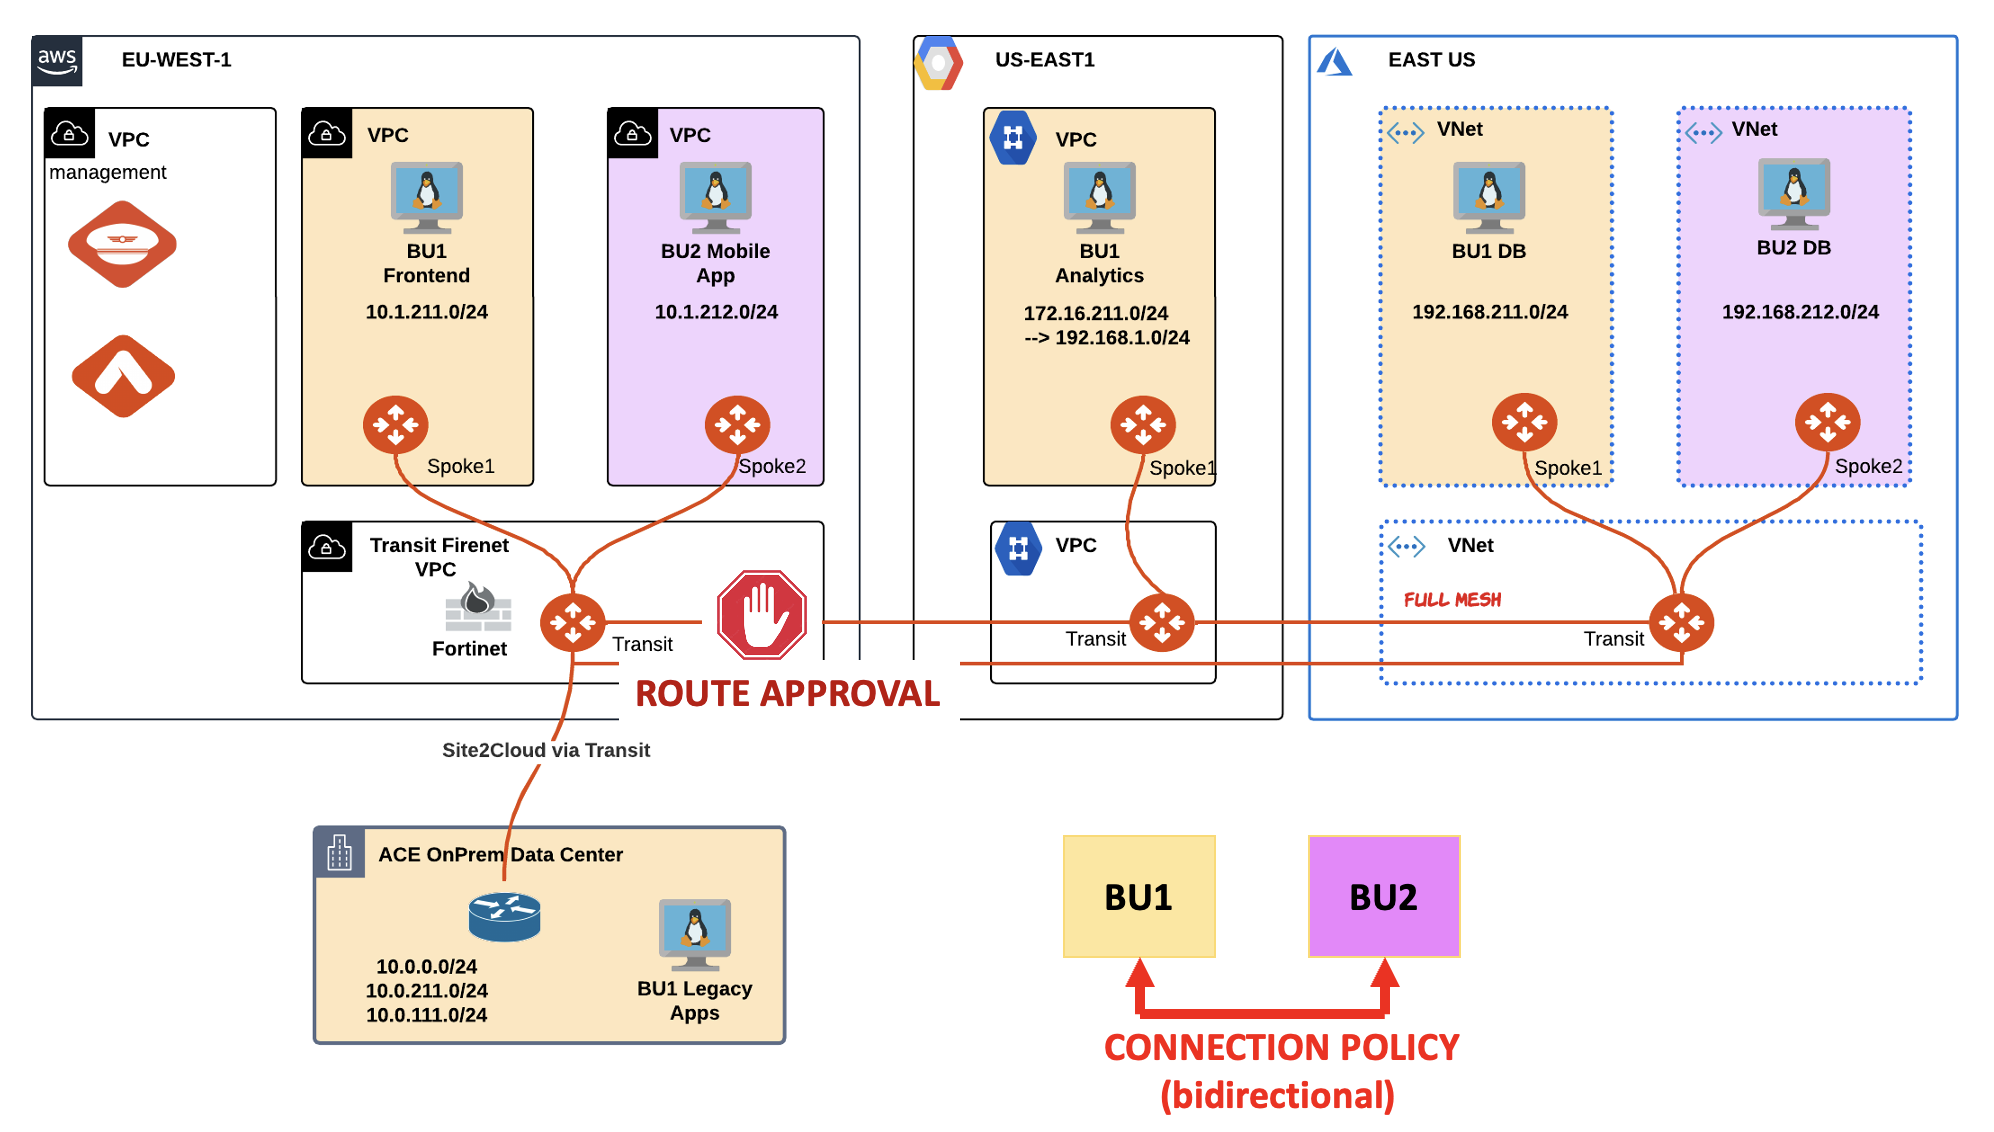 aws
EU-WEST-1
US-EAST1
EAST US
VPC
management
VPC
BU1
Frontend
10.1.211.0/24
Spoke1
VPC
BU2 Mobile
App
10.1.212.0/24
Spoke2
VPC
BU1
Analytics
172.16.211.0/24
--> 192.168.1.0/24
Spoke1
VNet
BU1 DB
192.168.211.0/24
Spoke1
VNet
BU2 DB
192.168.212.0/24
Spoke2
Transit Firenet
VPC
Fortinet
Transit
VPC
Transit
VNet
FULL MESH
Transit
ROUTE APPROVAL
Site2Cloud via Transit
ACE OnPrem Data Center
10.0.0.0/24
10.0.211.0/24
10.0.111.0/24
BU1 Legacy
Apps
BU1
BU2
CONNECTION POLICY
(bidirectional)